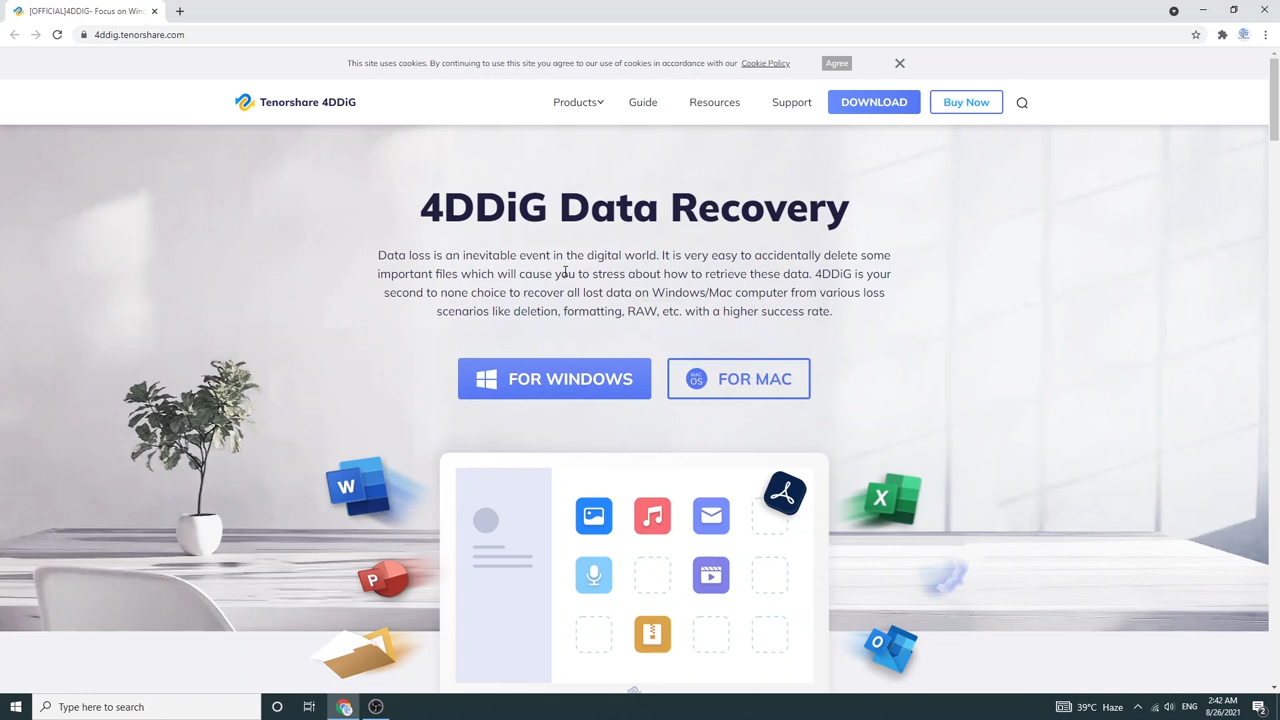 [OFFICIAL]4DDiG- Focus on Win
4ddig.tenorshare.com
This site uses cookies. By continuing to use this site you agree to our use of cookies in accordance with our Cookie Policy
Agree
Tenorshare 4DDiG
Products
Guide
Resources
Support
DOWNLOAD
Buy Now
4DDiG Data Recovery
Data loss is an inevitable event in the digital world. It is very easy to accidentally delete some
important files which will cause you to stress about how to retrieve these data. 4DDiG is your
second to none choice to recover all lost data on Windows/Mac computer from various loss
scenarios like deletion, formatting, RAW, etc. with a higher success rate.
FOR WINDOWS
MAC
OS
FOR MAC
W
X
P
O
Type here to search
39°C Haze
ENG
2:42 AM
8/26/2021
2